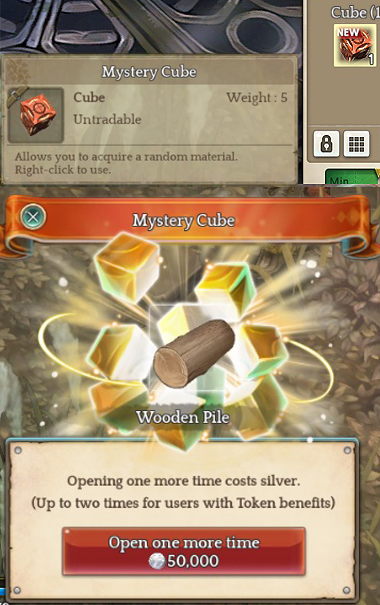 Cube (1
NEW
1
Mystery Cube
Cube Weight : 5
Untradable
Allows you to acquire a random material.
Right-click to use.
Min
Mystery Cube
Wooden Pile
Opening one more time costs silver.
(Up to two times for users with Token benefits)
Open one more time
50,000